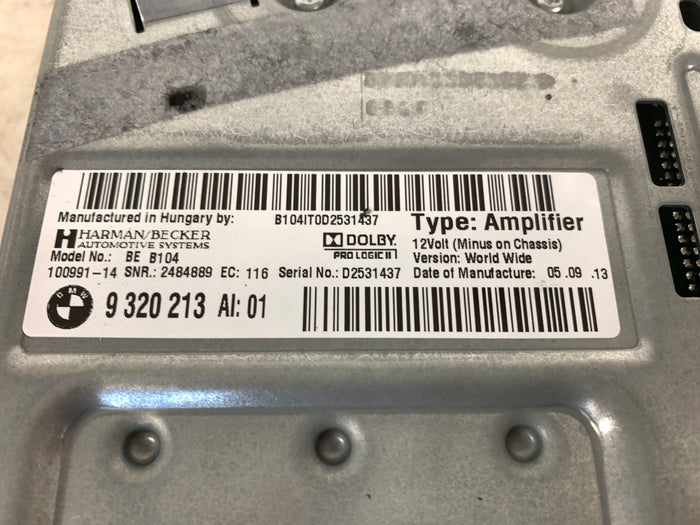 Manufactured in Hungary by: B104IT0D2531437 Type: Amplifier
HARMAN/BECKER
AUTOMOTIVE SYSTEMS
DOLBY
PRO LOGIC II
12Volt (Minus on Chassis)
Model No.: BE B104
Version: World Wide
100991-14 SNR.: 2484889 EC: 116 Serial No.: D2531437 Date of Manufacture: 05 .09 .13
BMW
9 320 213 AI: 01